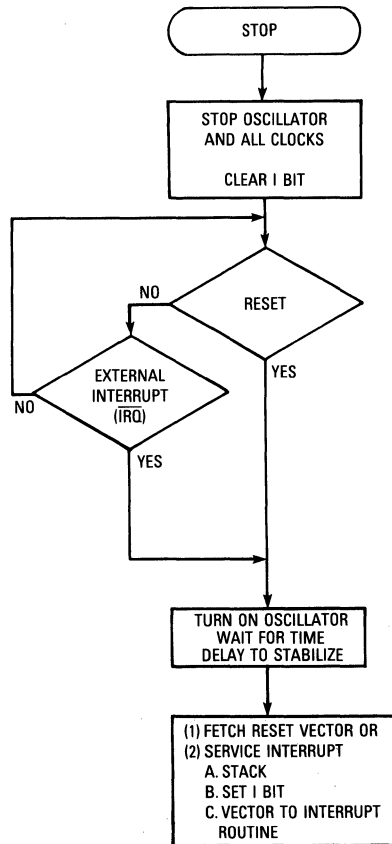 STOP
STOP OSCILLATOR
AND ALL CLOCKS
CLEAR I BIT
NO
RESET
YES
EXTERNAL
INTERRUPT
(I̅R̅Q̅)
NO
YES
TURN ON OSCILLATOR
WAIT FOR TIME
DELAY TO STABILIZE
(1) FETCH RESET VECTOR OR
(2) SERVICE INTERRUPT
A. STACK
B. SET I BIT
C. VECTOR TO INTERRUPT
ROUTINE